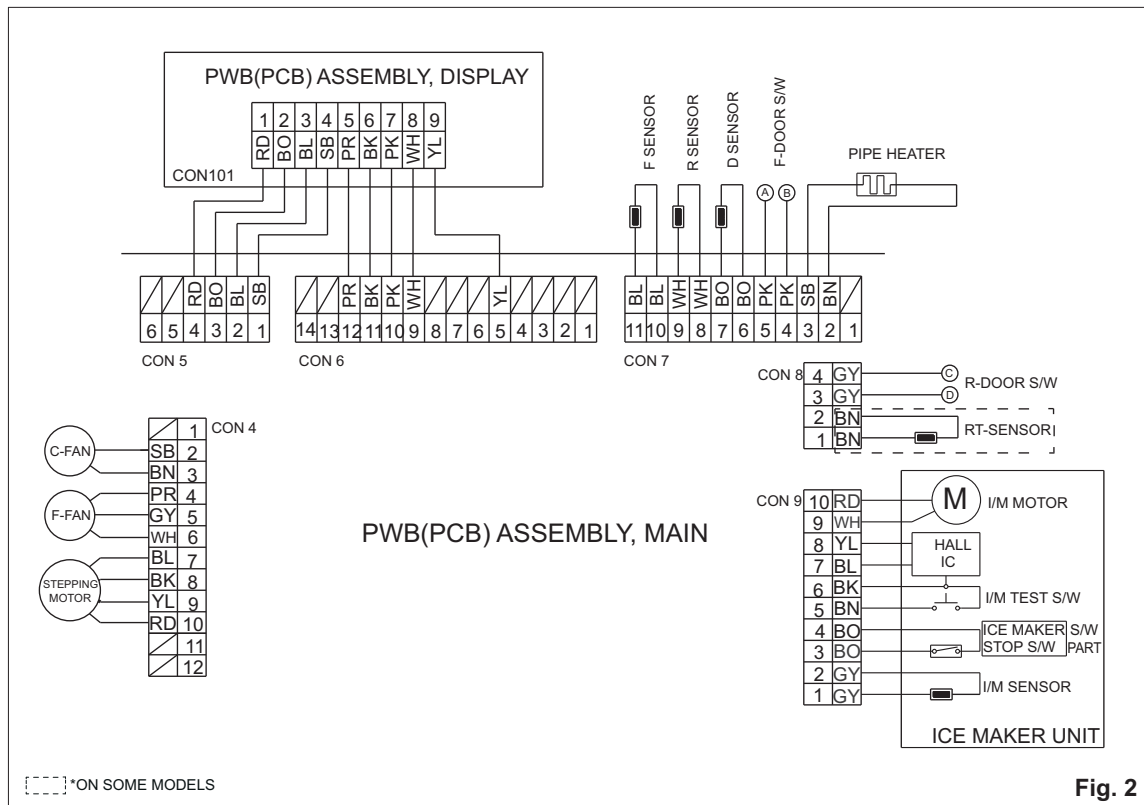 PWB(PCB) ASSEMBLY, DISPLAY
1 2 3 4 5 6 7 8 9
RD BO BL SB PR BK PK WH YL
CON101
F SENSOR
R SENSOR
D SENSOR
F-DOOR S/W
A B
PIPE HEATER
RD BO BL SB
6 5 4 3 2 1
CON 5
PR BK PK WH YL
14 13 12 11 10 9 8 7 6 5 4 3 2 1
CON 6
BL BL WH WH BO BO PK PK SB BN
11 10 9 8 7 6 5 4 3 2 1
CON 7
CON 8
4 GY C
3 GY D
R-DOOR S/W
2 BN
1 BN
RT-SENSOR
CON 4
1
C-FAN
SB 2
BN 3
F-FAN
PR 4
GY 5
WH 6
STEPPING
MOTOR
BL 7
BK 8
YL 9
RD 10
11
12
PWB(PCB) ASSEMBLY, MAIN
CON 9
10 RD
9 WH
M I/M MOTOR
8 YL
7 BL
HALL
IC
6 BK
5 BN
I/M TEST S/W
4 BO
3 BO
ICE MAKER S/W
STOP S/W PART
2 GY
1 GY
I/M SENSOR
ICE MAKER UNIT
*ON SOME MODELS
Fig. 2